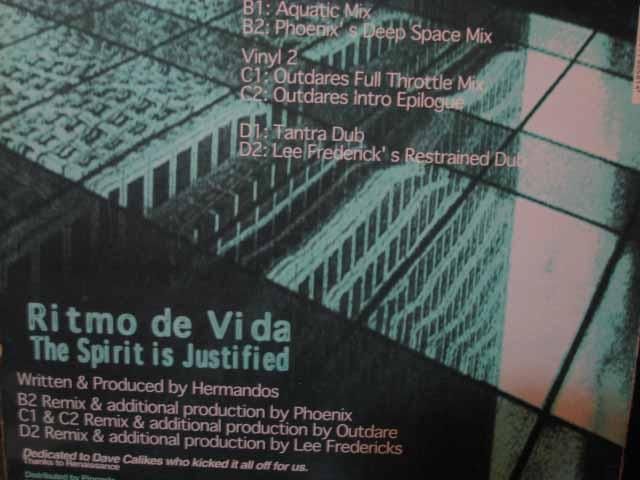 B1: Aquatic Mix
B2: Phoenix's Deep Space Mix
Vinyl 2
C1: Outdares Full Throttle Mix
C2: Outdares Intro Epilogue
D1: Tantra Dub
D2: Lee Frederick's Restrained Dub
Ritmo de Vida
The Spirit is Justified
Written & Produced by Hermandos
B2 Remix & additional production by Phoenix
C1 & C2 Remix & additional production by Outdare
D2 Remix & additional production by Lee Fredericks
Dedicated to Dave Calikes who kicked it all off for us.
Thanks to Renaissance
Distributed by